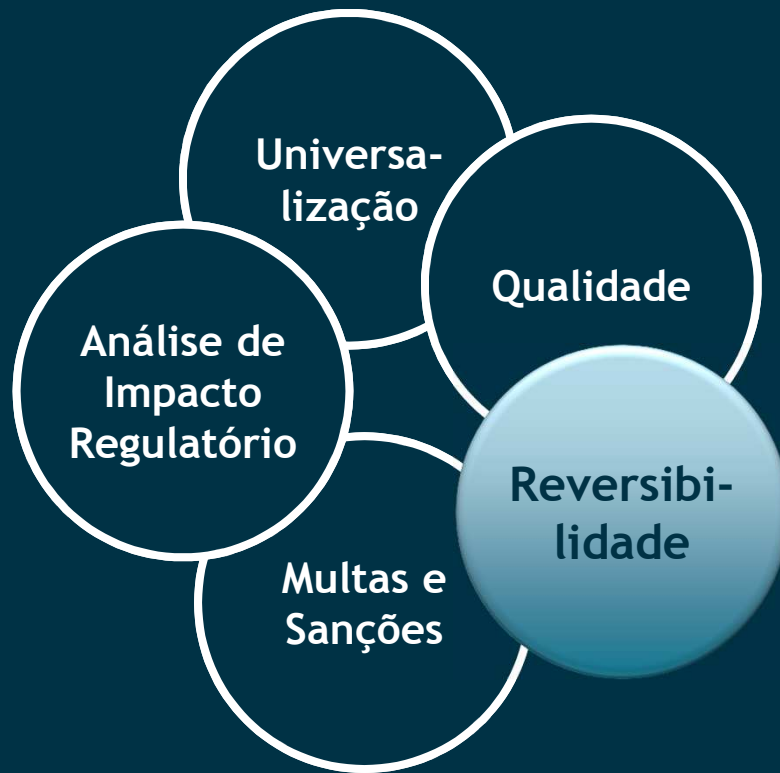 Universa-
lização
Qualidade
Análise de
Impacto
Regulatório
Reversibi-
lidade
Multas e
Sanções